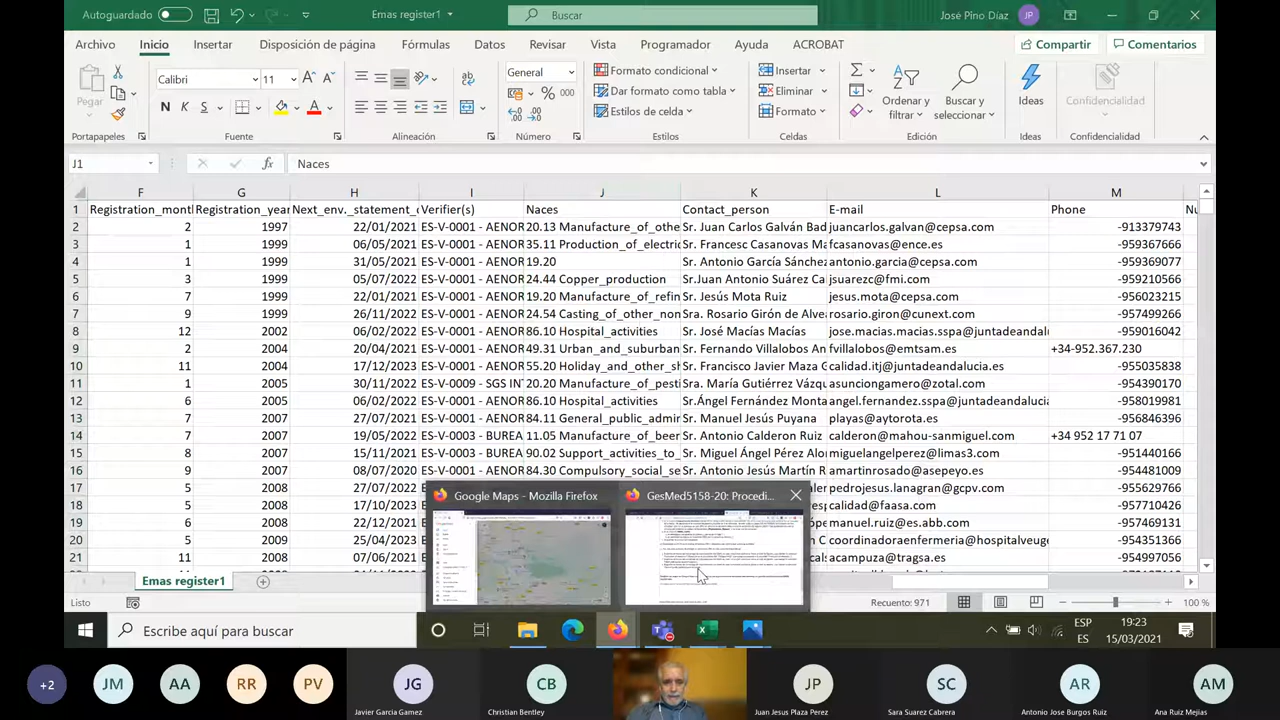 Autoguardado
Emas register1
Buscar
José Pino Díaz
JP
Archivo Inicio Insertar Disposición de página Fórmulas Datos Revisar Vista Programador Ayuda ACROBAT
Compartir Comentarios
Pegar
Calibri 11
N K S
General
% 000
Formato condicional
Dar formato como tabla
Estilos de celda
Insertar
Eliminar
Formato
Ordenar y filtrar
Buscar y seleccionar
Ideas
Confidencialidad
Portapapeles Fuente Alineación Número Estilos Celdas Edición Ideas Confidencialidad
J1 fx Naces
F G H I J K L M
1 Registration_mont Registration_yea Next_env._statement_ Verifier(s) Naces Contact_person E-mail Phone
2 2 1997 22/01/2021 ES-V-0001 - AENOR 20.13 Manufacture_of_othe Sr. Juan Carlos Galván Bad juancarlos.galvan@cepsa.com -913379743
3 1 1999 06/05/2021 ES-V-0001 - AENOR 35.11 Production_of_electri Sr. Francesc Casanovas Ma fcasanovas@ence.es -959367666
4 1 1999 31/05/2022 ES-V-0001 - AENOR 19.20 Sr. Antonio García Sánchez antonio.garcia@cepsa.com -959369077
5 3 1999 05/07/2022 ES-V-0001 - AENOR 24.44 Copper_production Sr.Juan Antonio Suárez Ca jsuarezc@fmi.com -959210566
6 7 1999 22/01/2021 ES-V-0001 - AENOR 19.20 Manufacture_of_refin Sr. Jesús Mota Ruiz jesus.mota@cepsa.com -956023215
7 9 1999 26/11/2022 ES-V-0001 - AENOR 24.54 Casting_of_other_non Sra. Rosario Girón de Alve rosario.giron@cunext.com -957499266
8 12 2002 06/02/2022 ES-V-0001 - AENOR 86.10 Hospital_activities Sr. José Macías Macías jose.macias.macias.sspa@juntadeandalu -959016042
9 2 2004 20/04/2021 ES-V-0001 - AENOR 49.31 Urban_and_suburban Sr. Fernando Villalobos An fvillalobos@emtsam.es +34-952.367.230
10 11 2004 17/12/2023 ES-V-0001 - AENOR 55.20 Holiday_and_other_sh Sr. Francisco Javier Maza G calidad.itj@juntadeandalucia.es -955035838
11 1 2005 30/11/2022 ES-V-0009 - SGS IN 20.20 Manufacture_of_pesti Sra. María Gutiérrez Vázqu asunciongamero@zotal.com -954390170
12 6 2005 06/02/2022 ES-V-0001 - AENOR 86.10 Hospital_activities Sr.Ángel Fernández Monta angel.fernandez.sspa@juntadeandalucia -958019981
13 7 2007 27/07/2021 ES-V-0001 - AENOR 84.11 General_public_admir Sr. Manuel Jesús Puyana playas@aytorota.es -956846396
14 7 2007 19/05/2022 ES-V-0003 - BUREA 11.05 Manufacture_of_beer Sr. Antonio Calderon Ruiz calderon@mahou-sanmiguel.com +34 952 17 71 07
15 8 2007 15/11/2021 ES-V-0003 - BUREA 90.02 Support_activities_to_ Sr. Miguel Ángel Pérez Alon miguelangelperez@limas3.com -951440166
16 9 2007 08/07/2020 ES-V-0001 - AENOR 84.30 Compulsory_social_se Sr. Antonio Jesús Martín R amartinrosado@asepeyo.es -954481009
17 5 2008 27/05/2021 pedrojesus.lanagran@gcpv.com -955629766
18 5 2008 17/10/2023 calidad@faasa.com
19 6 2008 22/12/2021 manuel.ruiz@es.abb.com
20 5 2008 25/04/2023 coordinadoraenfermeria@hospitalveuge
21 11 2008 07/06/2021 acampuza@tragsa.es
Google Maps - Mozilla Firefox
GesMed5158-20: Procedi...
Emas register1
Listo
Recuento: 971
100 %
Escribe aquí para buscar
ESP
ES
19:23
15/03/2021
+2 JM AA RR PV JG CB JP SC AR AM
Javier Garcia Gamez Christian Bentley Juan Jesus Plaza Perez Sara Suarez Cabrera Antonio Jose Burgos Ruiz Ana Ruiz Mejias